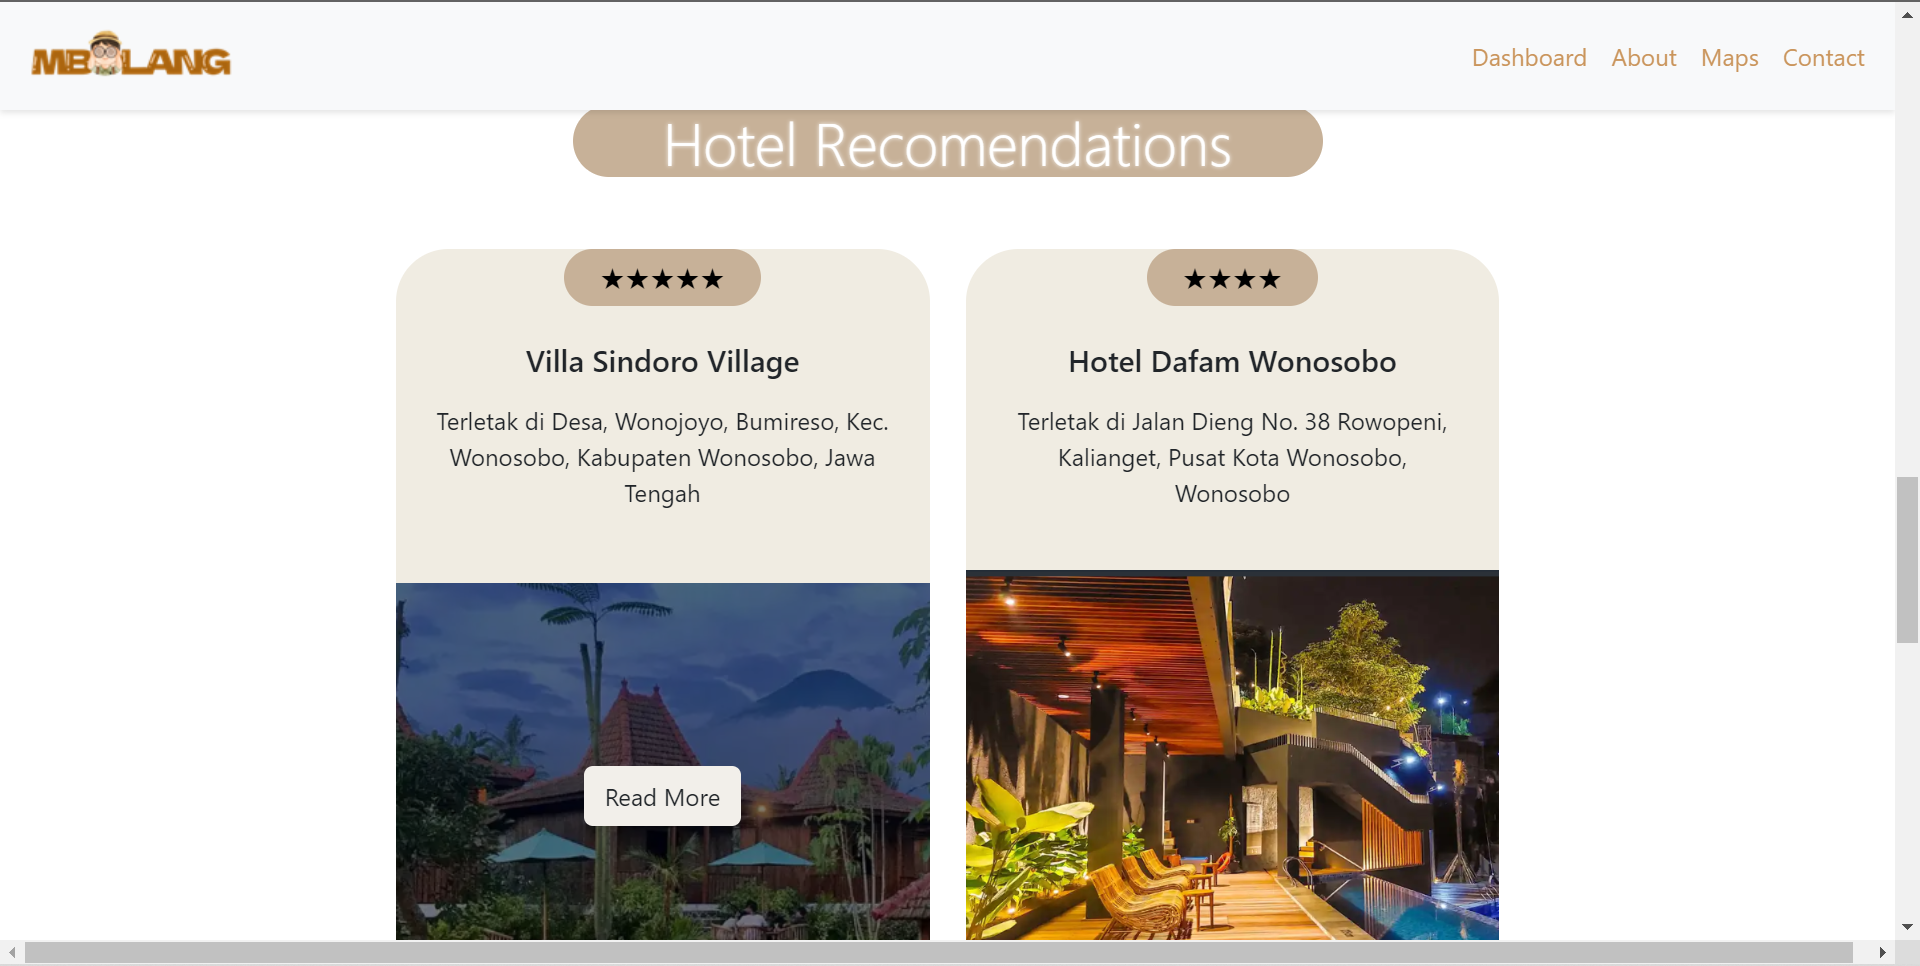 MBOLANG
Dashboard
About
Maps
Contact
Hotel Recomendations
★★★★★
Villa Sindoro Village
Terletak di Desa, Wonojoyo, Bumireso, Kec.
Wonosobo, Kabupaten Wonosobo, Jawa
Tengah
Read More
★★★★
Hotel Dafam Wonosobo
Terletak di Jalan Dieng No. 38 Rowopeni,
Kalianget, Pusat Kota Wonosobo,
Wonosobo